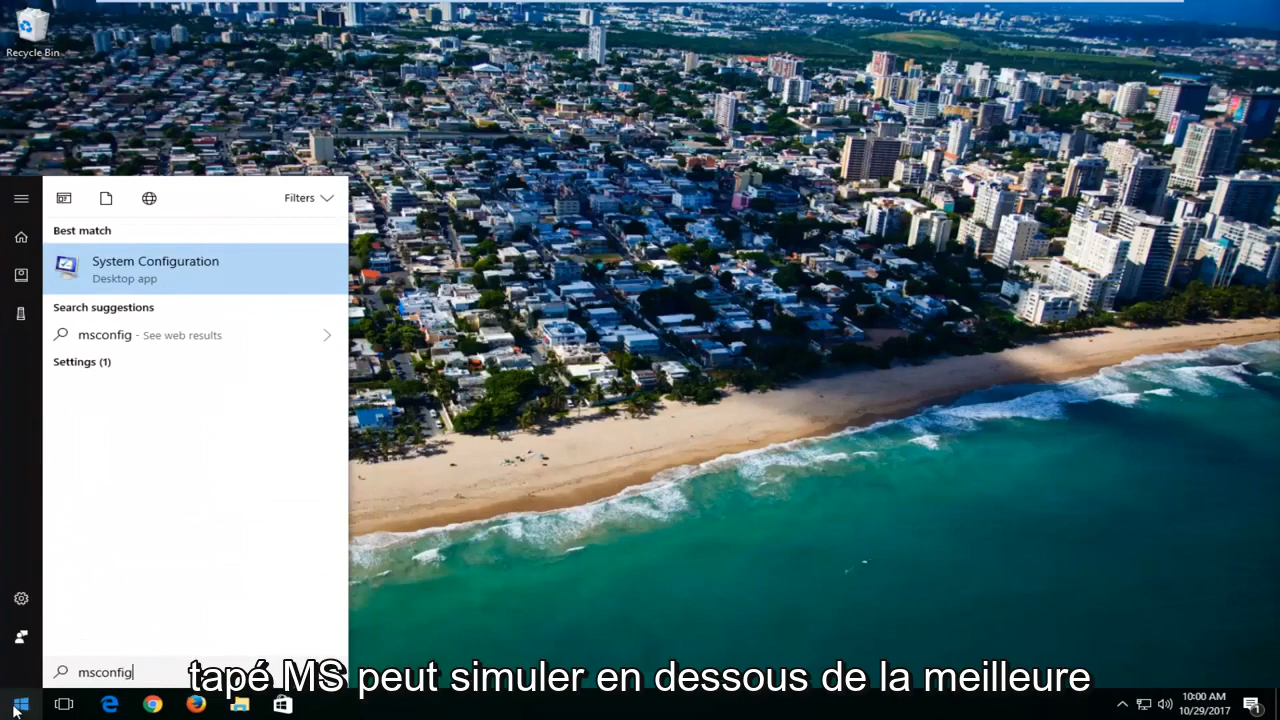 Recycle Bin
Filters
Best match
System Configuration
Desktop app
Search suggestions
msconfig - See web results
Settings (1)
msconfig
tapé MS peut simuler en dessous de la meilleure
10:00 AM
10/29/2017
1